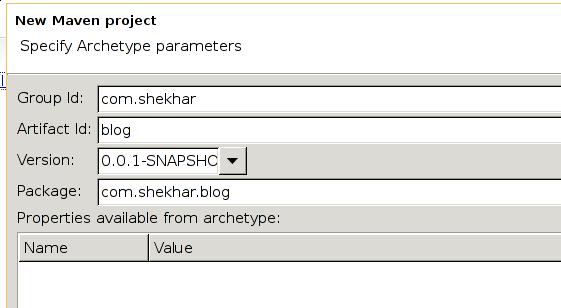 New Maven project
Specify Archetype parameters
Group Id: com.shekhar
Artifact Id: blog
Version: 0.0.1-SNAPSHO
Package: com.shekhar.blog
Properties available from archetype:
Name Value